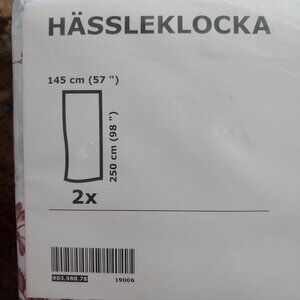 HÄSSLEKLOCKA
145 cm (57 ")
250 cm (98 ")
2x
903.988.78
19006